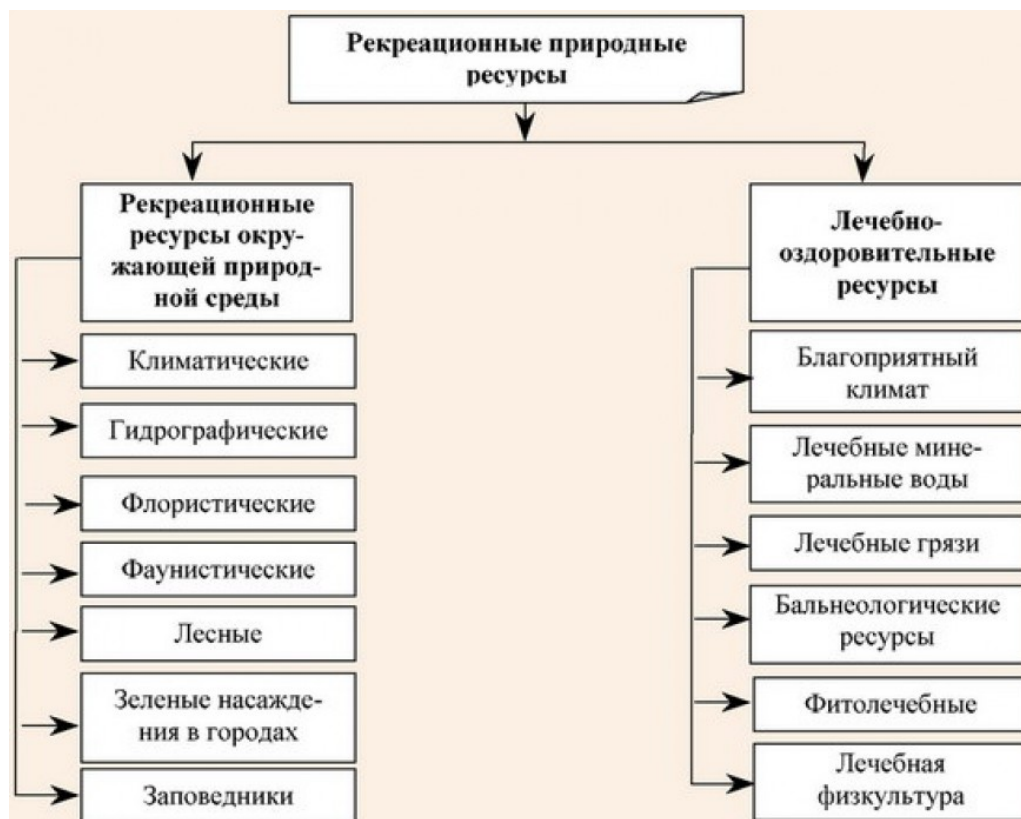 Рекреационные природные
ресурсы
Рекреационные
ресурсы окру-
жающей природ-
ной среды
Климатические
Гидрографические
Флористические
Фаунистические
Лесные
Зеленые насажде-
ния в городах
Заповедники
Лечебно-
оздоровительные
ресурсы
Благоприятный
климат
Лечебные мине-
ральные воды
Лечебные грязи
Бальнеологические
ресурсы
Фитолечебные
Лечебная
физкультура